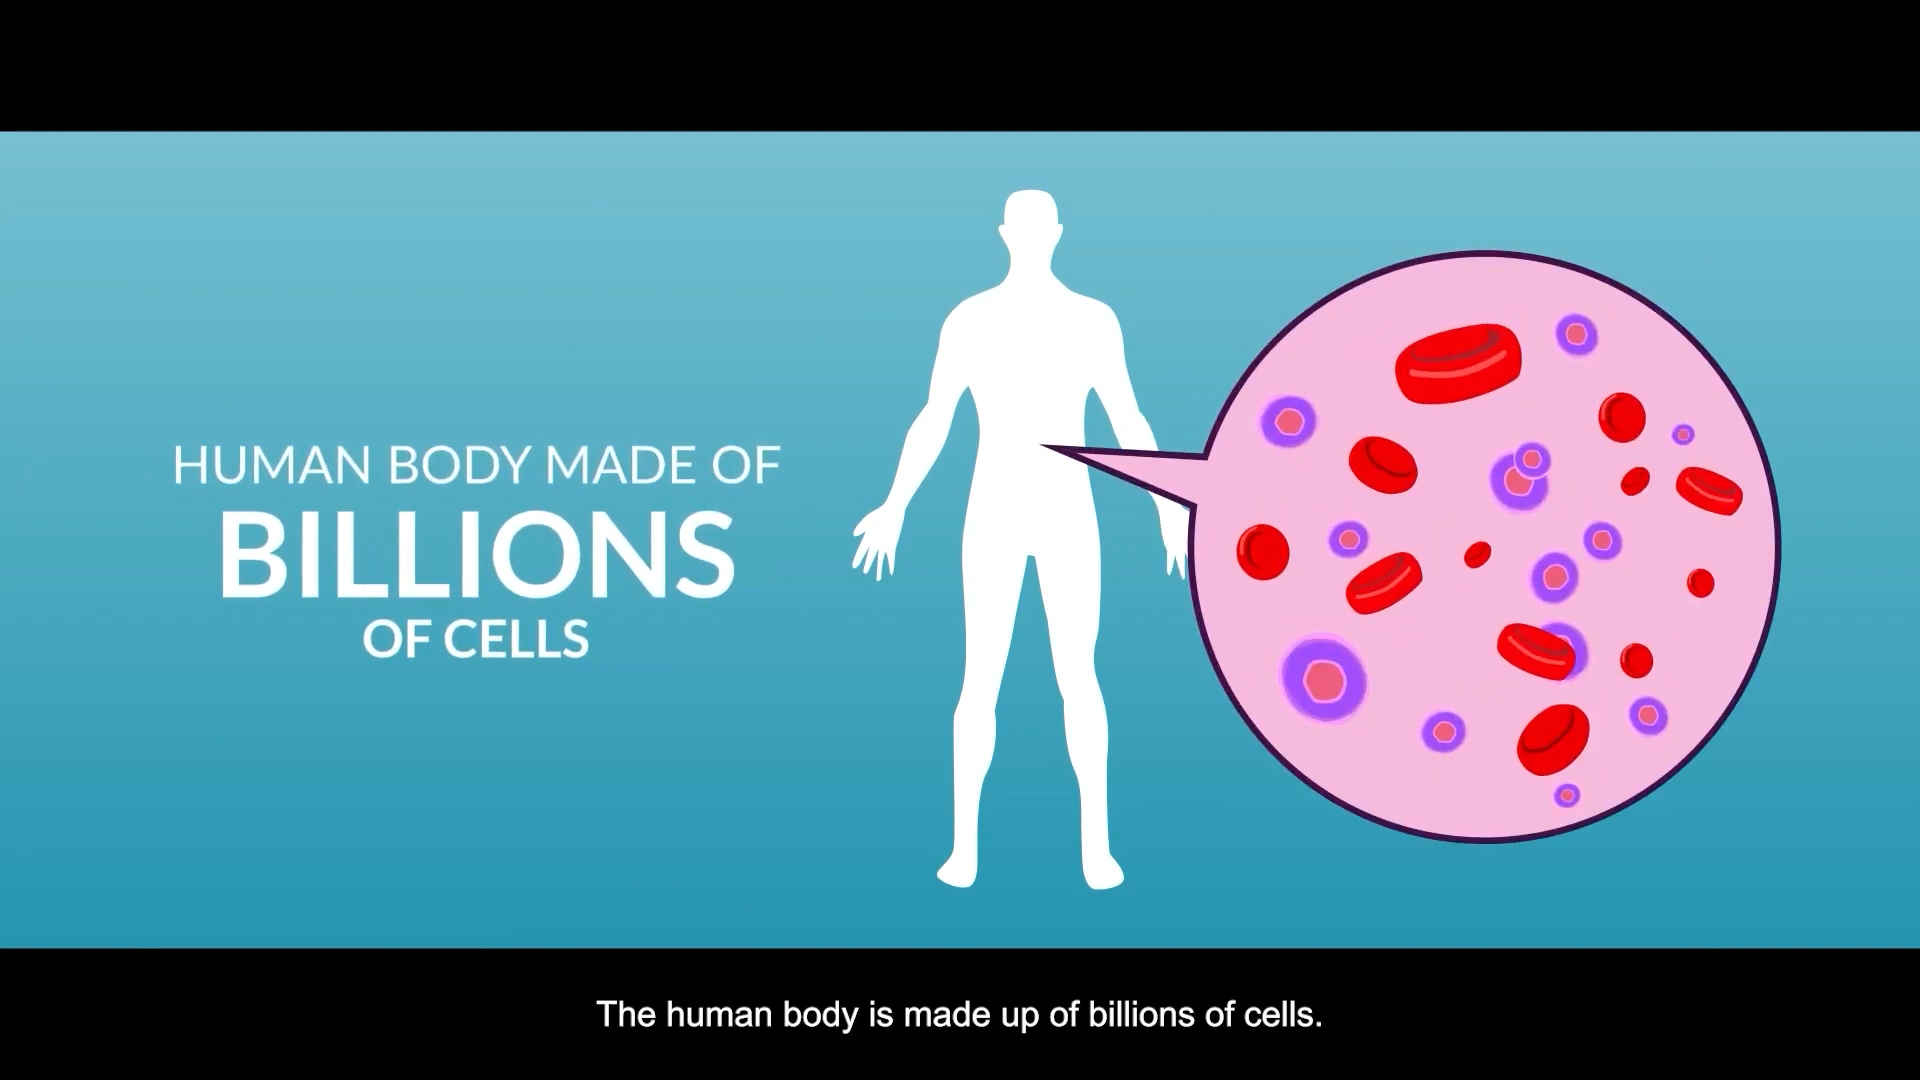 HUMAN BODY MADE OF
BILLIONS
OF CELLS
The human body is made up of billions of cells.